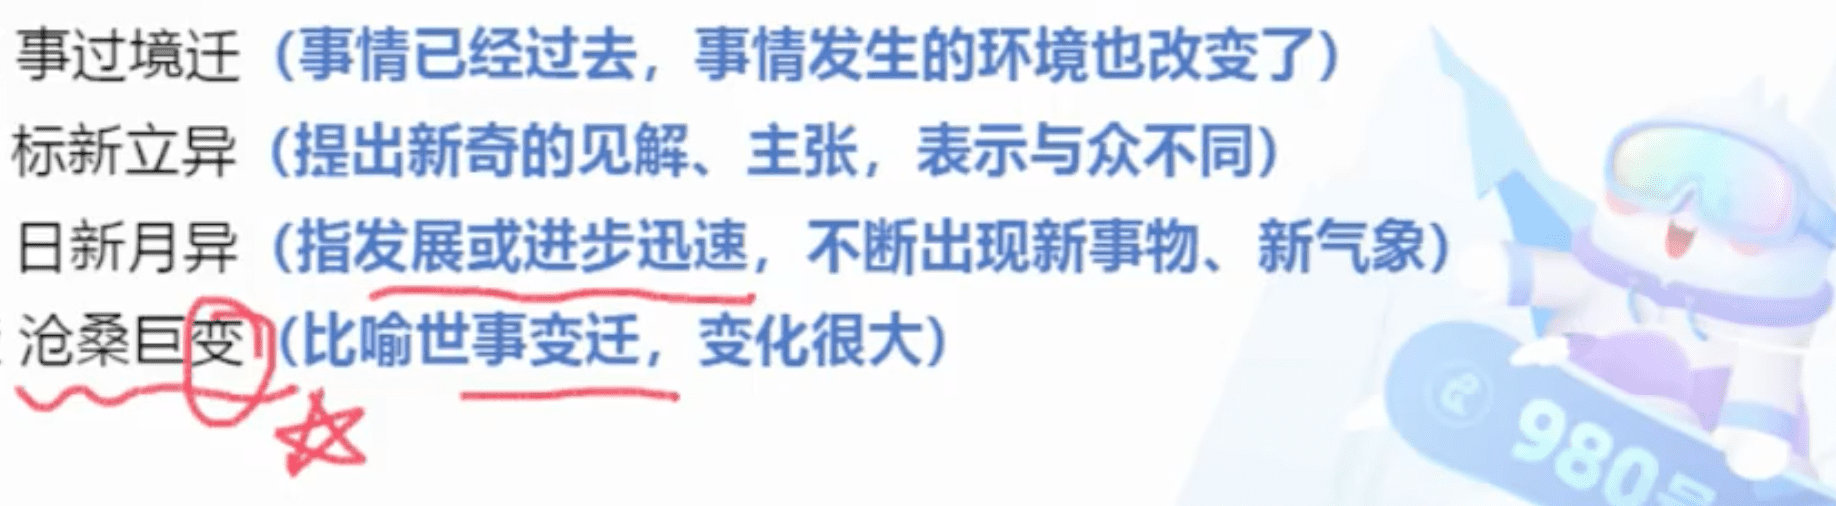 事过境迁（事情已经过去，事情发生的环境也改变了）
标新立异（提出新奇的见解、主张，表示与众不同）
日新月异（指发展或进步迅速，不断出现新事物、新气象）
沧桑巨变（比喻世事变迁，变化很大）
980